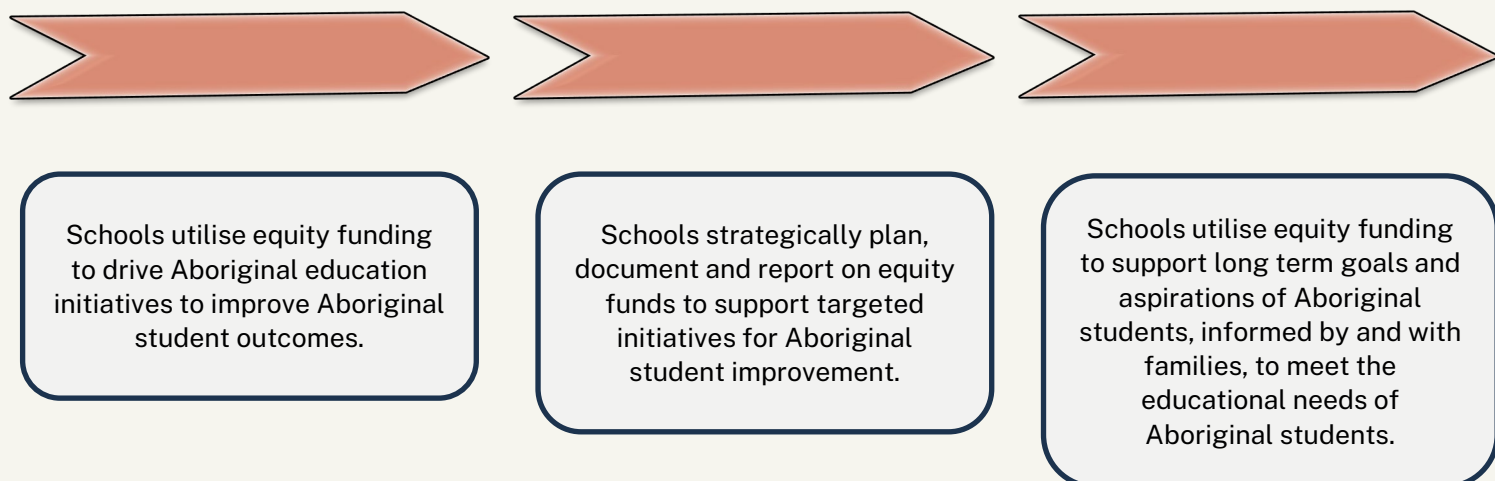 Schools utilise equity funding
to drive Aboriginal education
initiatives to improve Aboriginal
student outcomes.
Schools strategically plan,
document and report on equity
funds to support targeted
initiatives for Aboriginal
student improvement.
Schools utilise equity funding
to support long term goals and
aspirations of Aboriginal
students, informed by and with
families, to meet the
educational needs of
Aboriginal students.